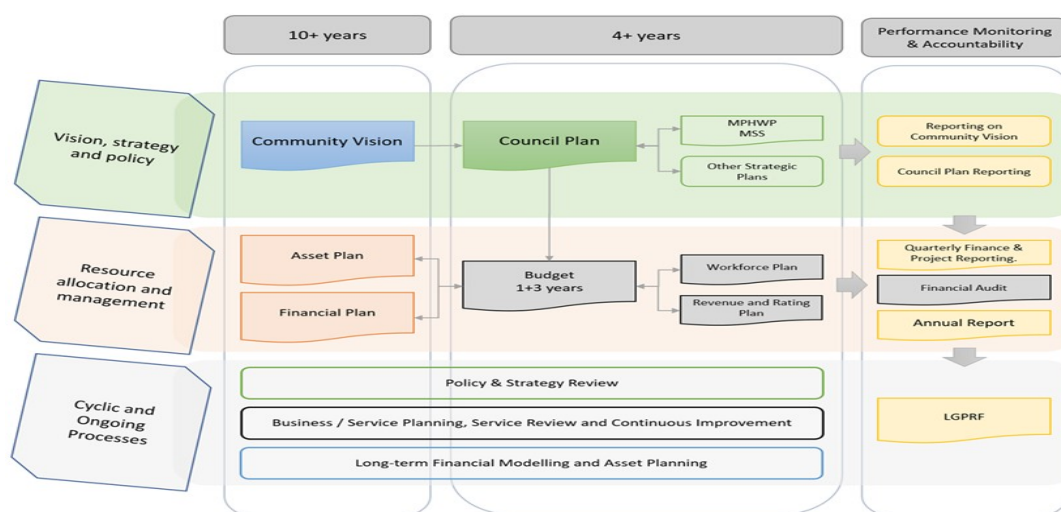 10+ years
4+ years
Performance Monitoring
& Accountability
Vision, strategy
and policy
Community Vision
Council Plan
MPHWP
MSS
Other Strategic
Plans
Reporting on
Community Vision
Council Plan Reporting
Resource
allocation and
management
Asset Plan
Financial Plan
Budget
1+3 years
Workforce Plan
Revenue and Rating
Plan
Quarterly Finance &
Project Reporting.
Financial Audit
Annual Report
Cyclic and
Ongoing
Processes
Policy & Strategy Review
Business / Service Planning, Service Review and Continuous Improvement
Long-term Financial Modelling and Asset Planning
LGPRF